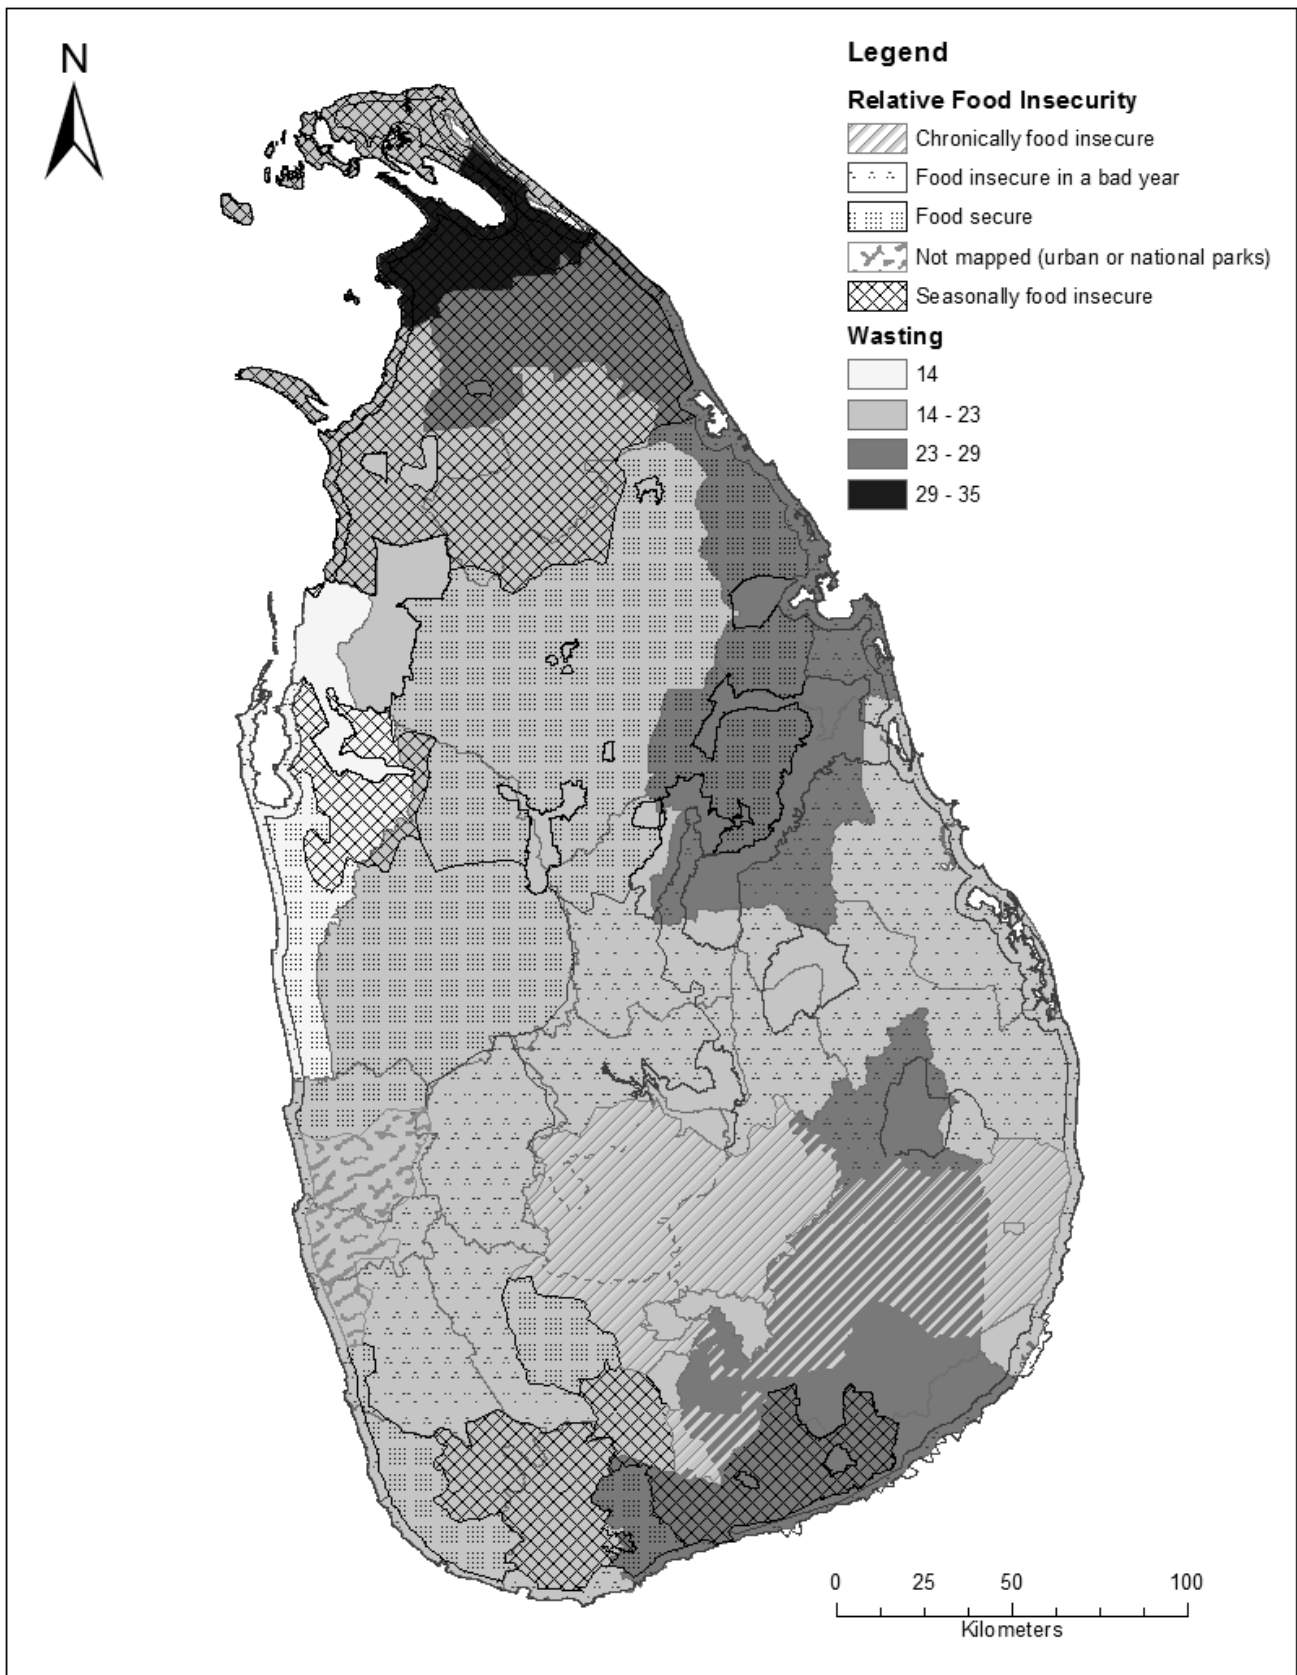 N
Legend
Relative Food Insecurity
Chronically food insecure
Food insecure in a bad year
Food secure
Not mapped (urban or national parks)
Seasonally food insecure
Wasting
14
14 - 23
23 - 29
29 - 35
0 25 50 100
Kilometers